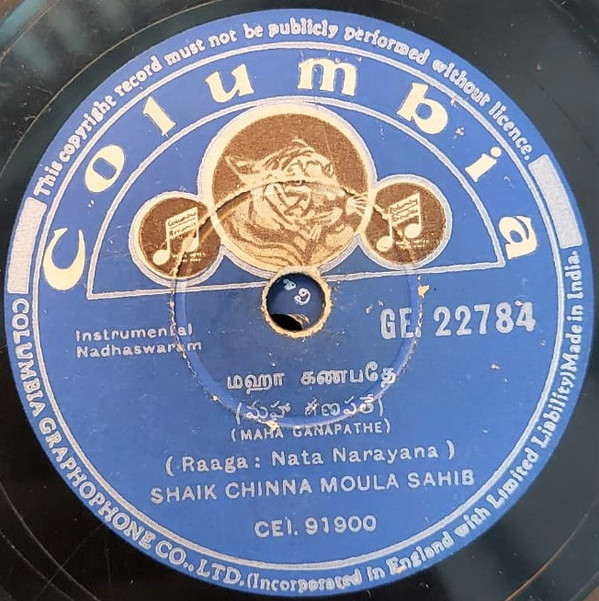 This copyright record must not be publicly performed without licence.
Columbia
Instrumental
Nadhaswaram
GE. 22784
மஹா கணபதே
(మహా గణపతే)
(MAHA GANAPATHE)
(Raaga: Nata Narayana)
SHAIK CHINNA MOULA SAHIB
CEI. 91900
COLUMBIA GRAPHOPHONE CO., LTD. (Incorporated in England with Limited Liability) Made in India.